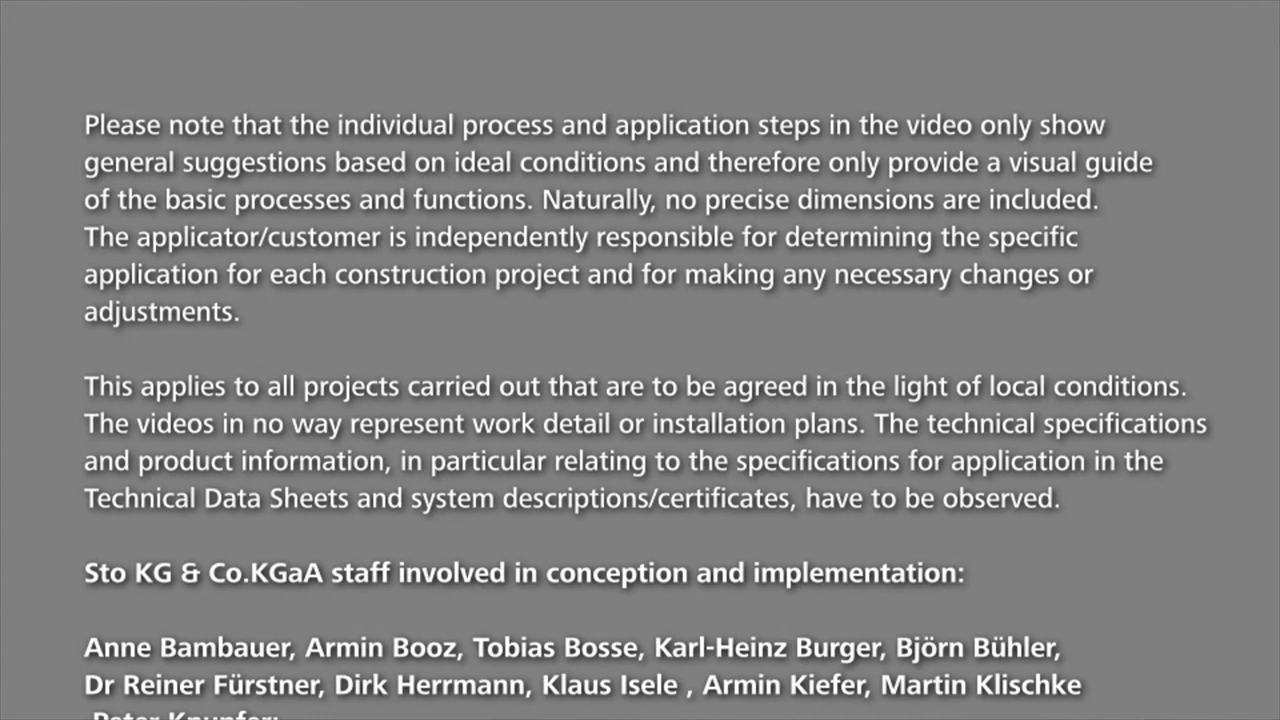 Please note that the individual process and application steps in the video only show
general suggestions based on ideal conditions and therefore only provide a visual guide
of the basic processes and functions. Naturally, no precise dimensions are included.
The applicator/customer is independently responsible for determining the specific
application for each construction project and for making any necessary changes or
adjustments.
This applies to all projects carried out that are to be agreed in the light of local conditions.
The videos in no way represent work detail or installation plans. The technical specifications
and product information, in particular relating to the specifications for application in the
Technical Data Sheets and system descriptions/certificates, have to be observed.
Sto KG & Co.KGaA staff involved in conception and implementation:
Anne Bambauer, Armin Booz, Tobias Bosse, Karl-Heinz Burger, Björn Bühler,
Dr Reiner Fürstner, Dirk Herrmann, Klaus Isele , Armin Kiefer, Martin Klischke
Peter